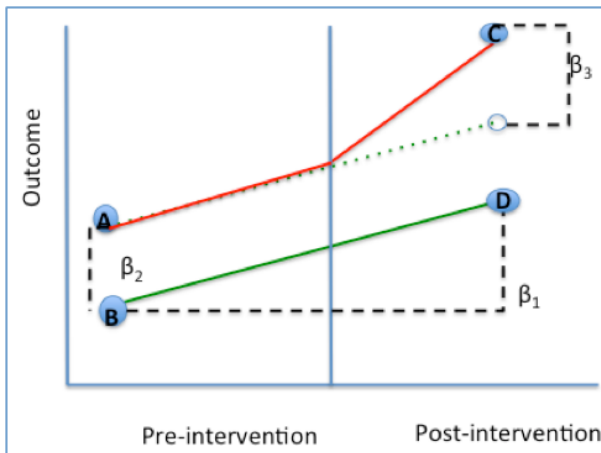 C
β3
Outcome
A
D
β2
B
β1
Pre-intervention
Post-intervention